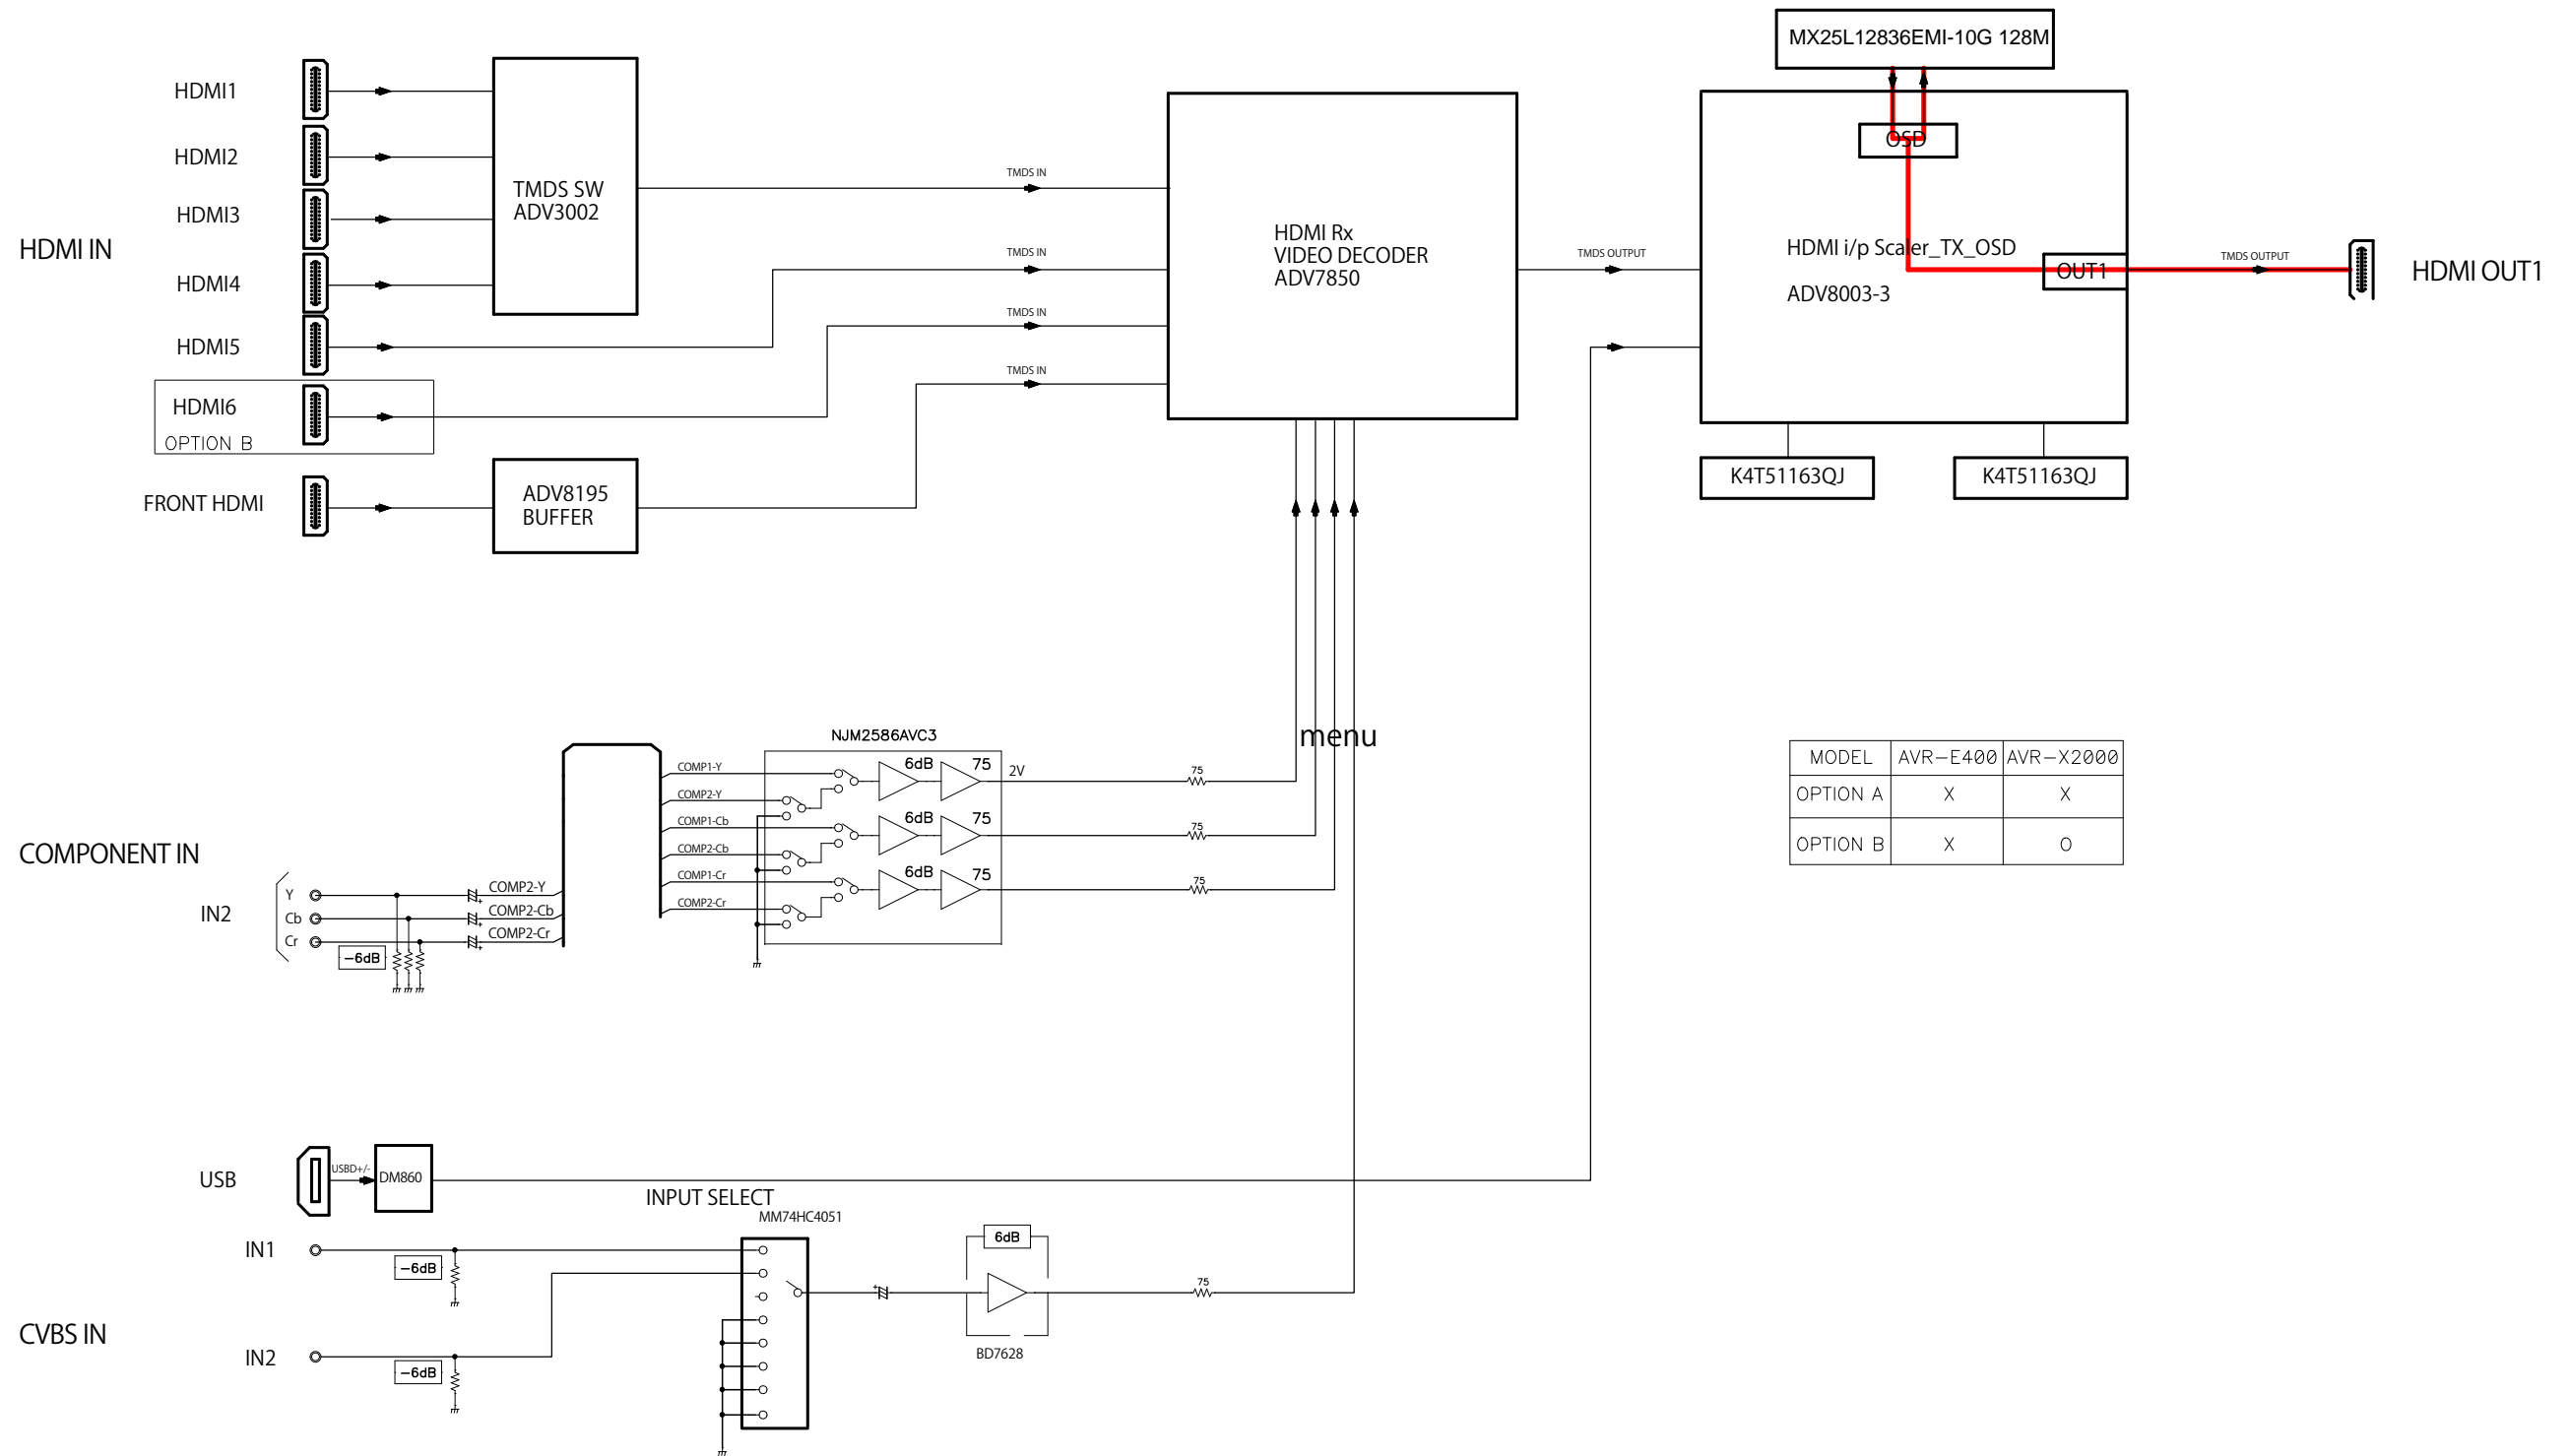 MX25L12836EMI-10G 128M
HDMI1
HDMI2
HDMI3
HDMI4
HDMI5
HDMI6
OPTION B
FRONT HDMI
HDMI IN
TMDS SW
ADV3002
ADV8195
BUFFER
TMDS IN
TMDS IN
TMDS IN
TMDS IN
HDMI Rx
VIDEO DECODER
ADV7850
TMDS OUTPUT
OSD
HDMI i/p Scaler_TX_OSD
ADV8003-3
OUT1
TMDS OUTPUT
HDMI OUT1
K4T51163QJ
K4T51163QJ
menu
NJM2586AVC3
COMP1-Y
COMP2-Y
COMP1-Cb
COMP2-Cb
COMP1-Cr
COMP2-Cr
6dB
75
2V
75
6dB
75
75
6dB
75
75
COMPONENT IN
IN2
Y
Cb
Cr
-6dB
COMP2-Y
COMP2-Cb
COMP2-Cr
MODEL AVR-E400 AVR-X2000
OPTION A X X
OPTION B X O
USB
USBD+/-
DM860
INPUT SELECT
MM74HC4051
CVBS IN
IN1
-6dB
IN2
-6dB
6dB
BD7628
75